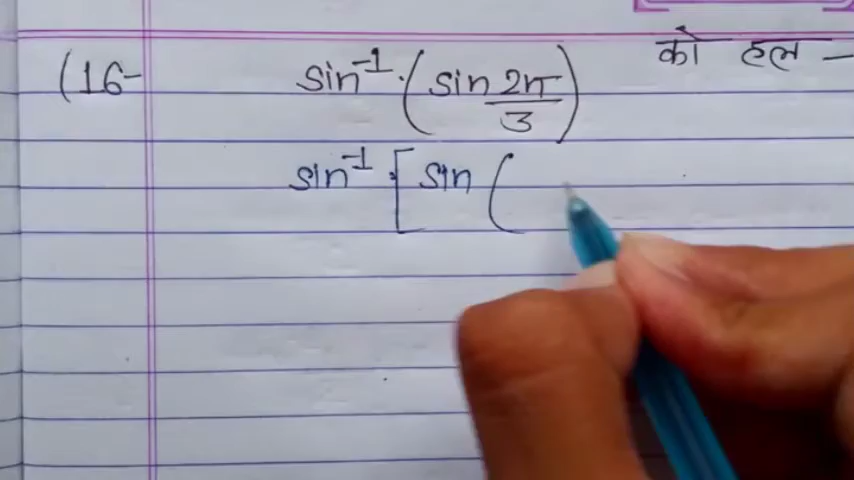 (16- sin⁻¹·(sin 2π/3) को हल –
sin⁻¹·[sin (